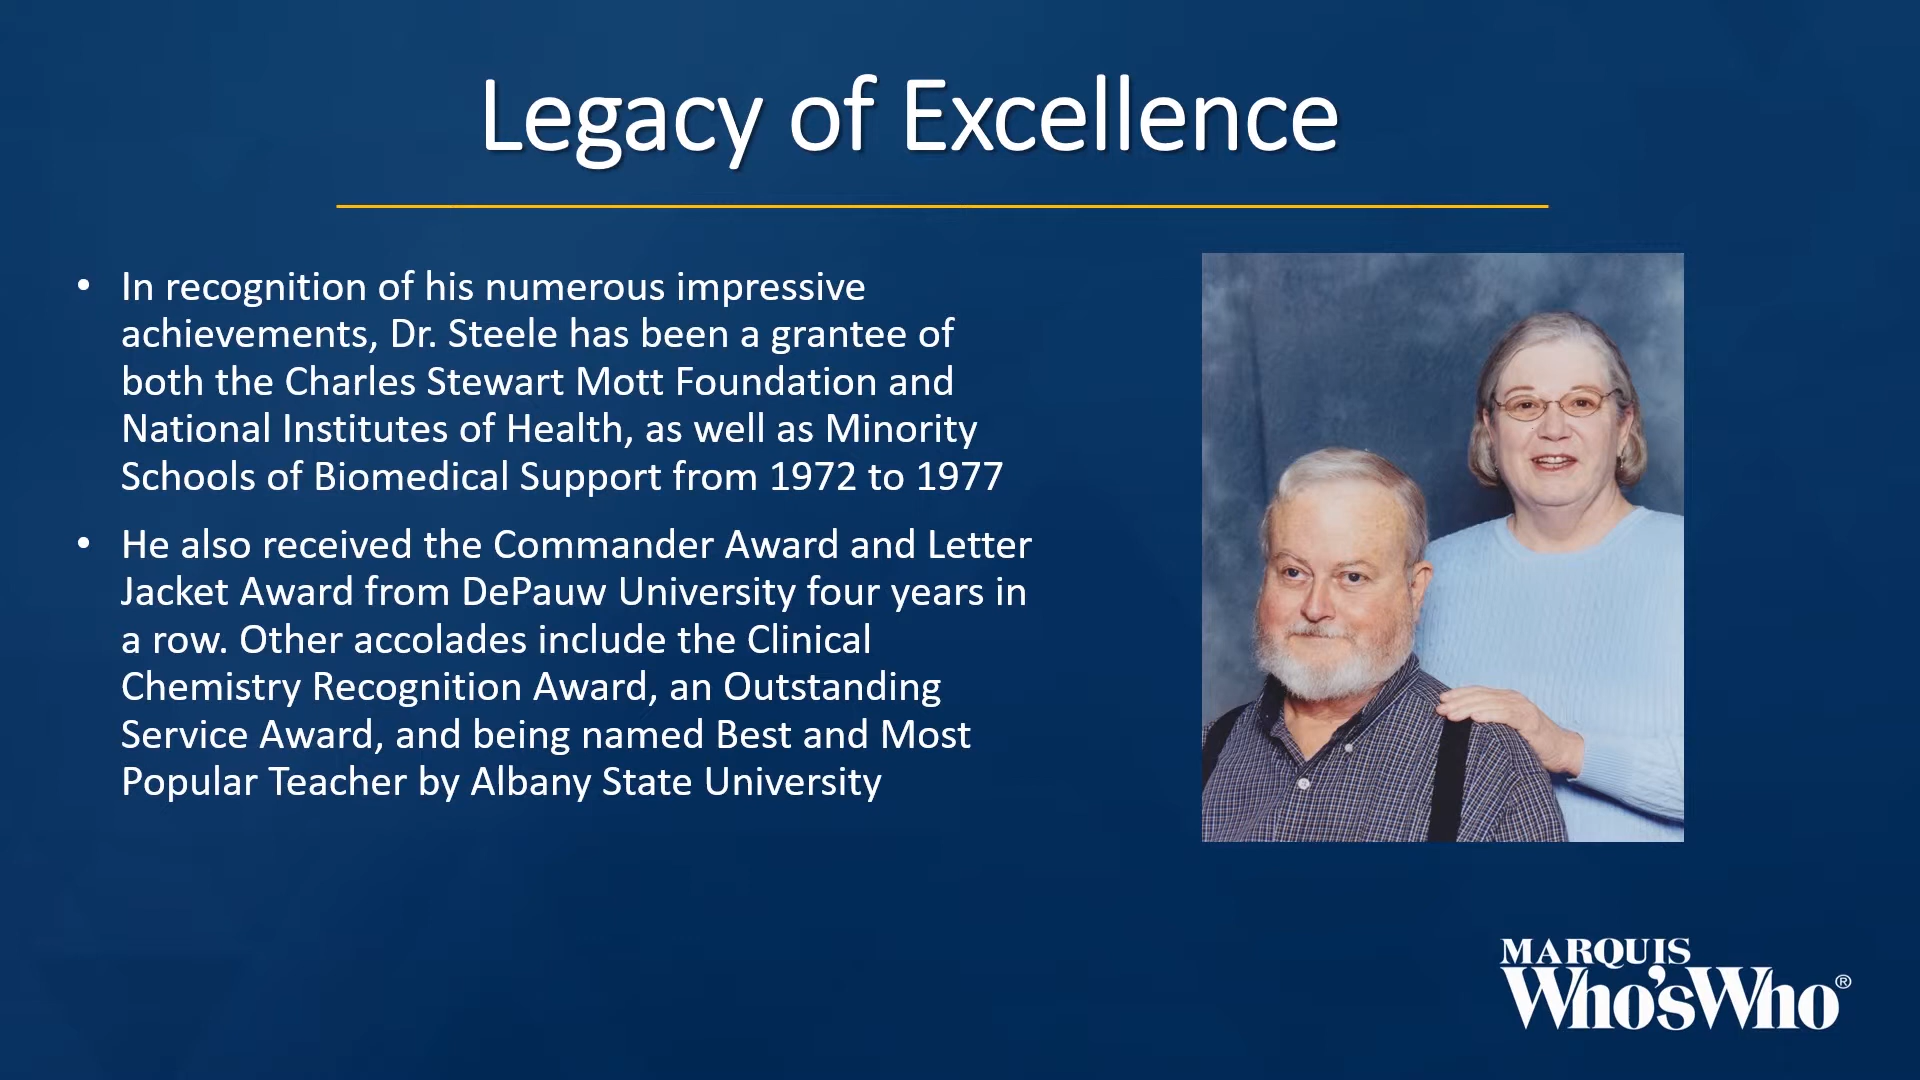 Legacy of Excellence
• In recognition of his numerous impressive
achievements, Dr. Steele has been a grantee of
both the Charles Stewart Mott Foundation and
National Institutes of Health, as well as Minority
Schools of Biomedical Support from 1972 to 1977
• He also received the Commander Award and Letter
Jacket Award from DePauw University four years in
a row. Other accolades include the Clinical
Chemistry Recognition Award, an Outstanding
Service Award, and being named Best and Most
Popular Teacher by Albany State University
MARQUIS
Who'sWho®